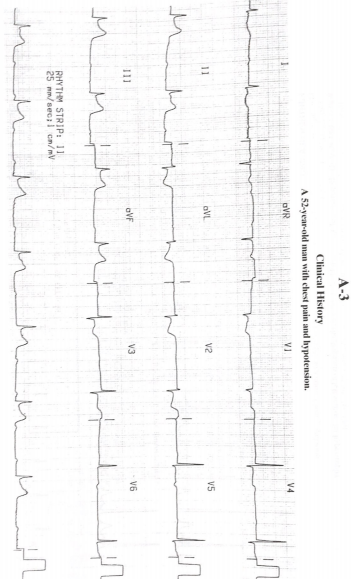 A-3
Clinical History
A 52-year-old man with chest pain and hypotension.
I aVR V1 V4
II aVL V2 V5
III aVF V3 V6
RHYTHM STRIP: II
25 mm/sec; 1 cm/mV